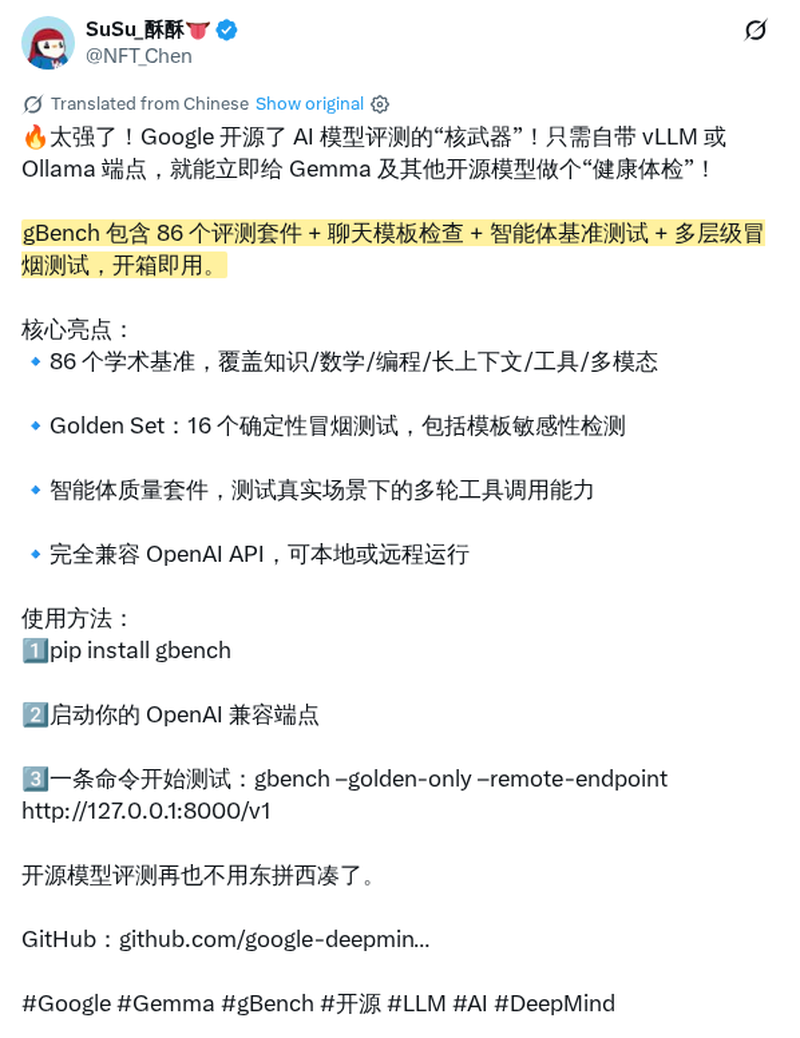 SuSu_酥酥👅
@NFT_Chen
Translated from Chinese Show original
🔥太强了！Google 开源了 AI 模型评测的“核武器”！只需自带 vLLM 或
Ollama 端点，就能立即给 Gemma 及其他开源模型做个“健康体检”！
gBench 包含 86 个评测套件 + 聊天模板检查 + 智能体基准测试 + 多层级冒
烟测试，开箱即用。
核心亮点：
🔹86 个学术基准，覆盖知识/数学/编程/长上下文/工具/多模态
🔹Golden Set：16 个确定性冒烟测试，包括模板敏感性检测
🔹智能体质量套件，测试真实场景下的多轮工具调用能力
🔹完全兼容 OpenAI API，可本地或远程运行
使用方法：
1️⃣pip install gbench
2️⃣启动你的 OpenAI 兼容端点
3️⃣一条命令开始测试：gbench –golden-only –remote-endpoint
http://127.0.0.1:8000/v1
开源模型评测再也不用东拼西凑了。
GitHub：github.com/google-deepmin...
#Google #Gemma #gBench #开源 #LLM #AI #DeepMind